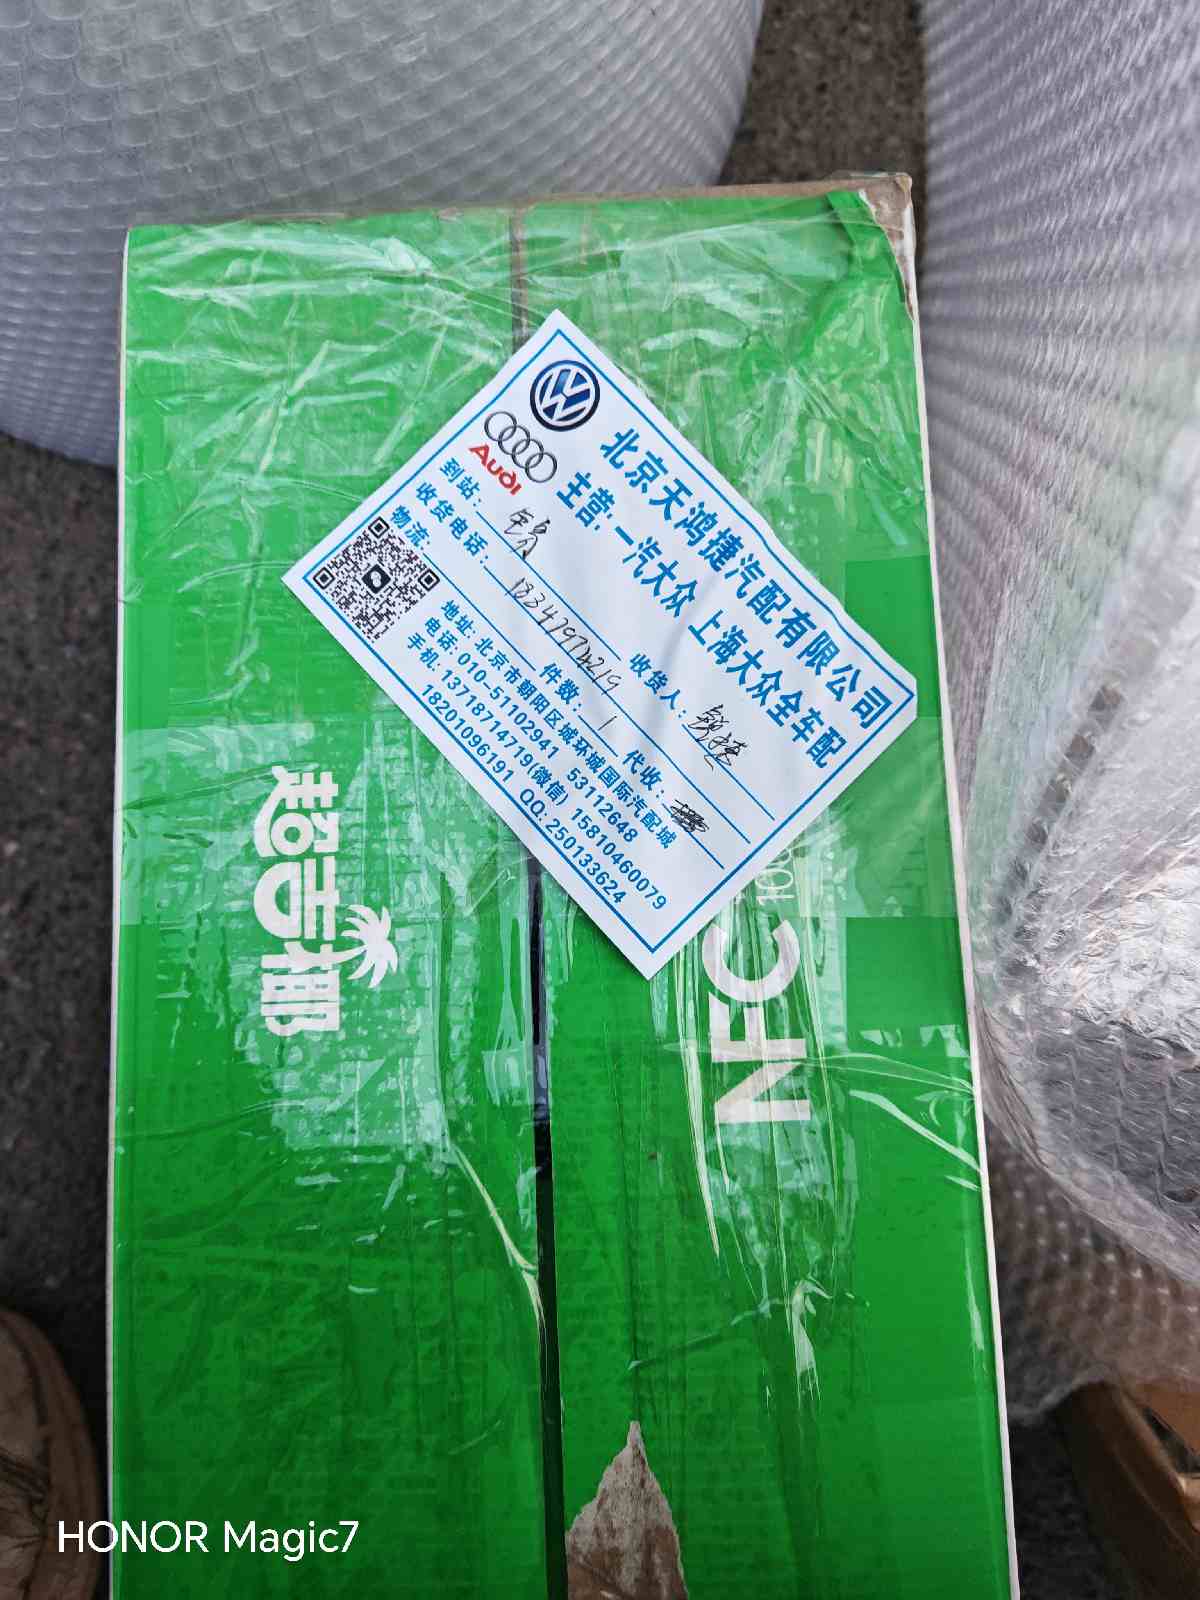 北京天鸿捷汽配有限公司
主营:一汽大众 上海大众全车配
Audi
到站:
收货电话: 18347974219 收货人: 锐捷
物流: 件数: 1 代收:
地址: 北京市朝阳区城环城国际汽配城
电话: 010-51102941 53112648
手机: 13718714719(微信) 15810460079
18201096191 QQ: 250133624
超吉椰
NFC
HONOR Magic7